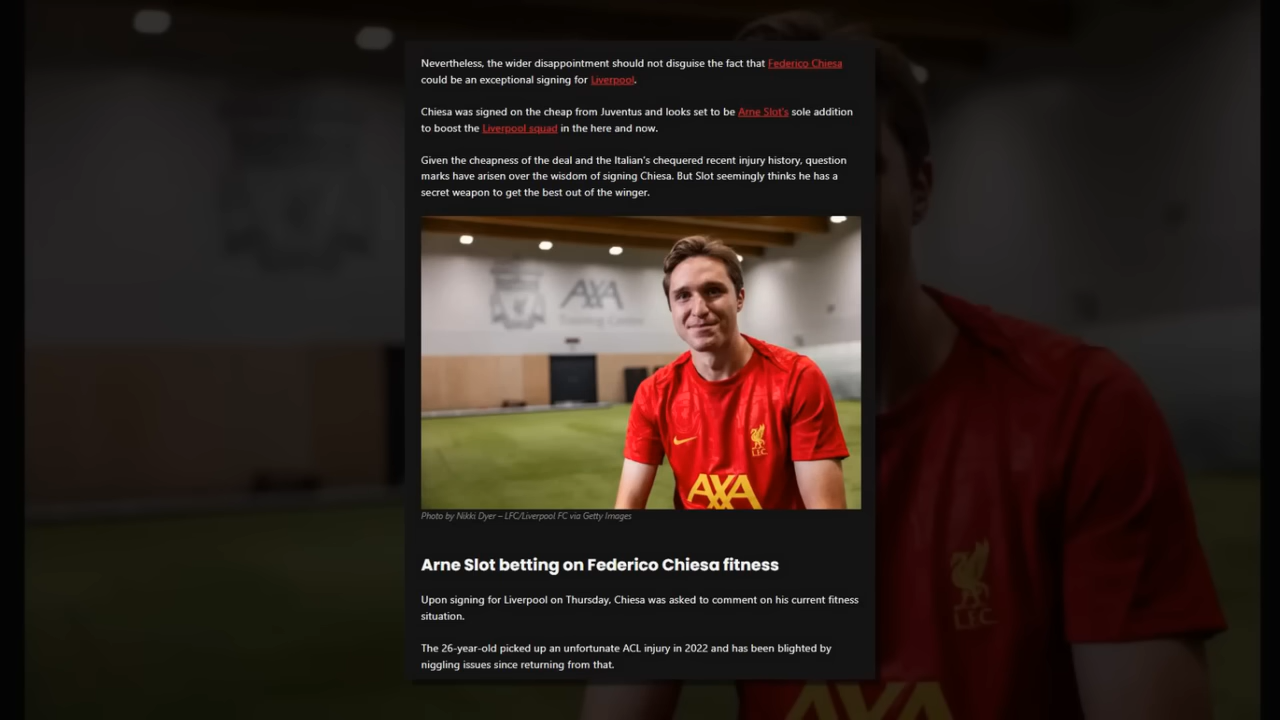 Nevertheless, the wider disappointment should not disguise the fact that Federico Chiesa
could be an exceptional signing for Liverpool.
Chiesa was signed on the cheap from Juventus and looks set to be Arne Slot's sole addition
to boost the Liverpool squad in the here and now.
Given the cheapness of the deal and the Italian's chequered recent injury history, question
marks have arisen over the wisdom of signing Chiesa. But Slot seemingly thinks he has a
secret weapon to get the best out of the winger.
AXA
Training Center
L.F.C.
AXA
Photo by Nikki Dyer – LFC/Liverpool FC via Getty Images
Arne Slot betting on Federico Chiesa fitness
Upon signing for Liverpool on Thursday, Chiesa was asked to comment on his current fitness
situation.
The 26-year-old picked up an unfortunate ACL injury in 2022 and has been blighted by
niggling issues since returning from that.
L.F.C.
AXA